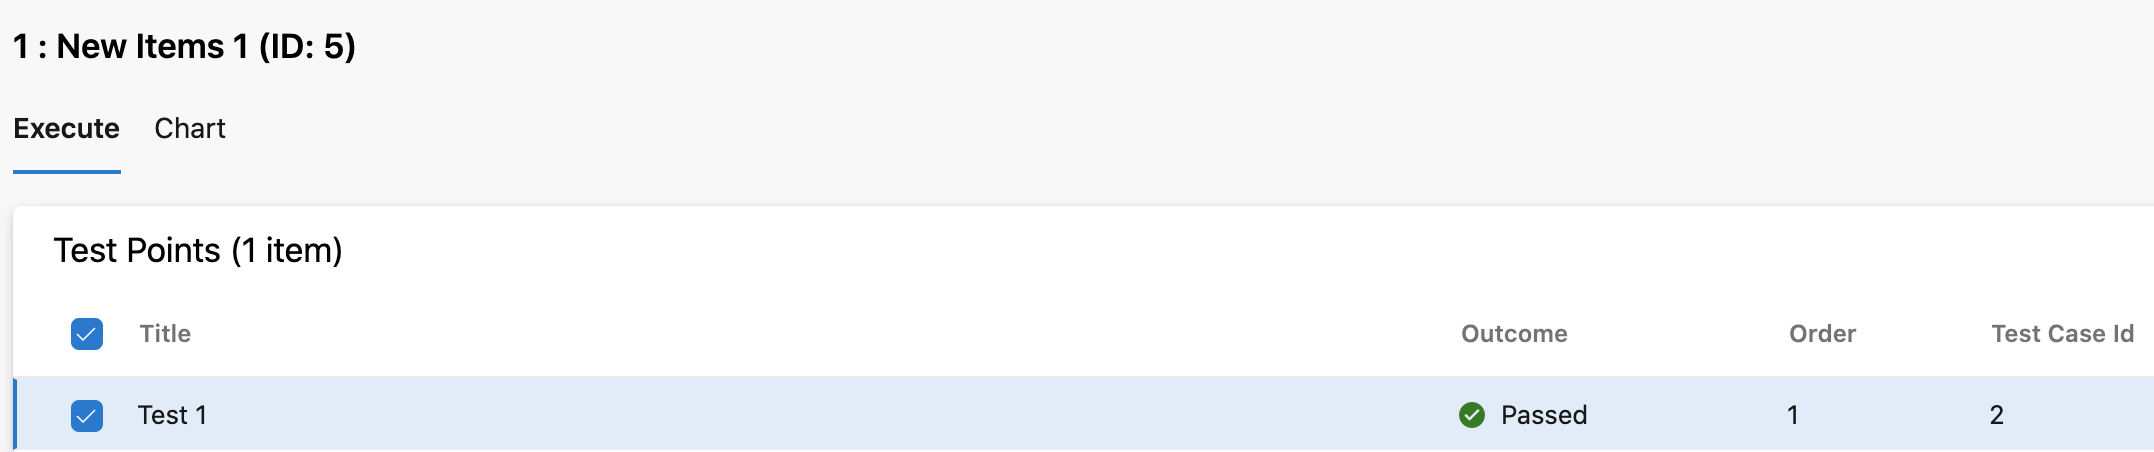 1 : New Items 1 (ID: 5)
Execute Chart
Test Points (1 item)
Title Outcome Order Test Case Id
Test 1 Passed 1 2